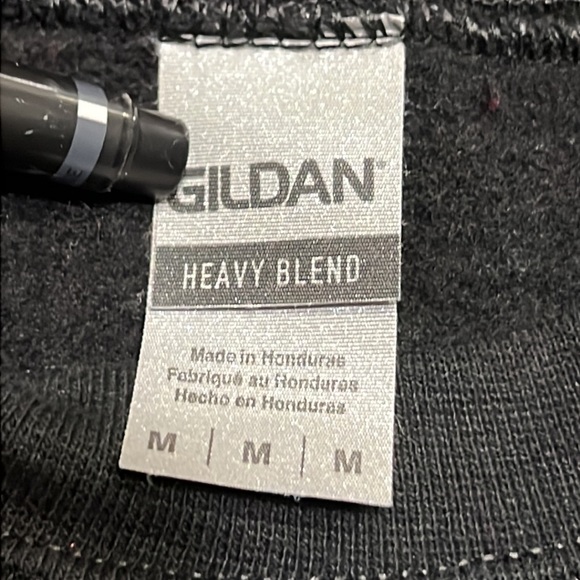 GILDAN®
HEAVY BLEND
Made in Honduras
Fabriqué au Honduras
Hecho en Honduras
M | M | M